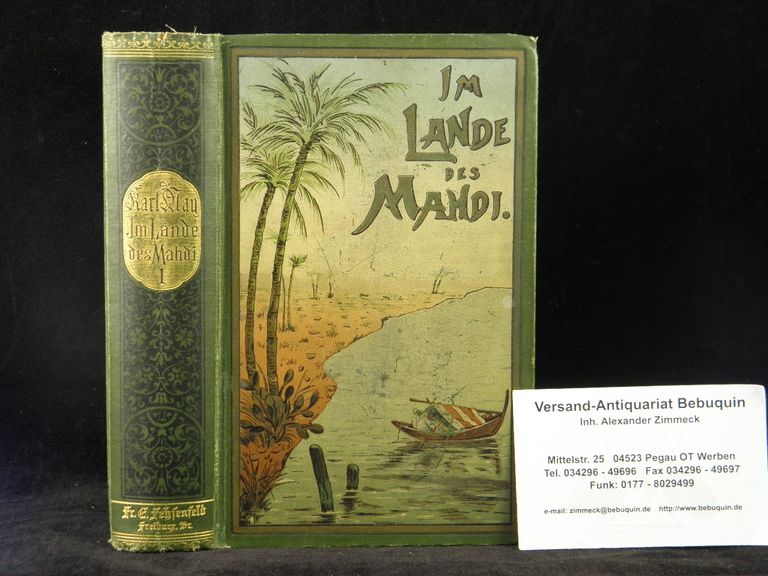 Karl May
Im Lande
des Mahdi
I
Fr. E. Fehsenfeld
Freiburg, Br.
IM
LANDE
DES
MAHDI.
Versand-Antiquariat Bebuquin
Inh. Alexander Zimmeck
Mittelstr. 25 04523 Pegau OT Werben
Tel. 034296 - 49696 Fax 034296 - 49697
Funk: 0177 - 8029499
e-mail: zimmeck@bebuquin.de http://www.bebuquin.de